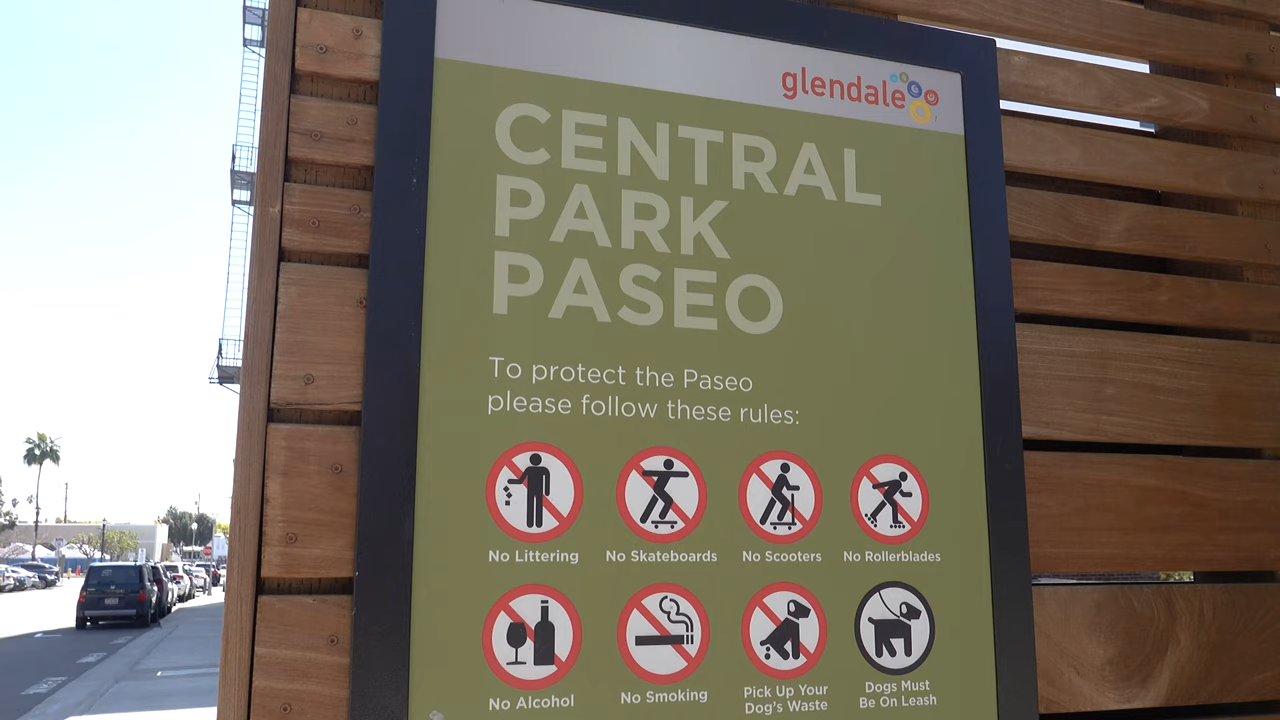 glendale
CENTRAL
PARK
PASEO
To protect the Paseo
please follow these rules:
No Littering
No Skateboards
No Scooters
No Rollerblades
No Alcohol
No Smoking
Pick Up Your
Dog's Waste
Dogs Must
Be On Leash